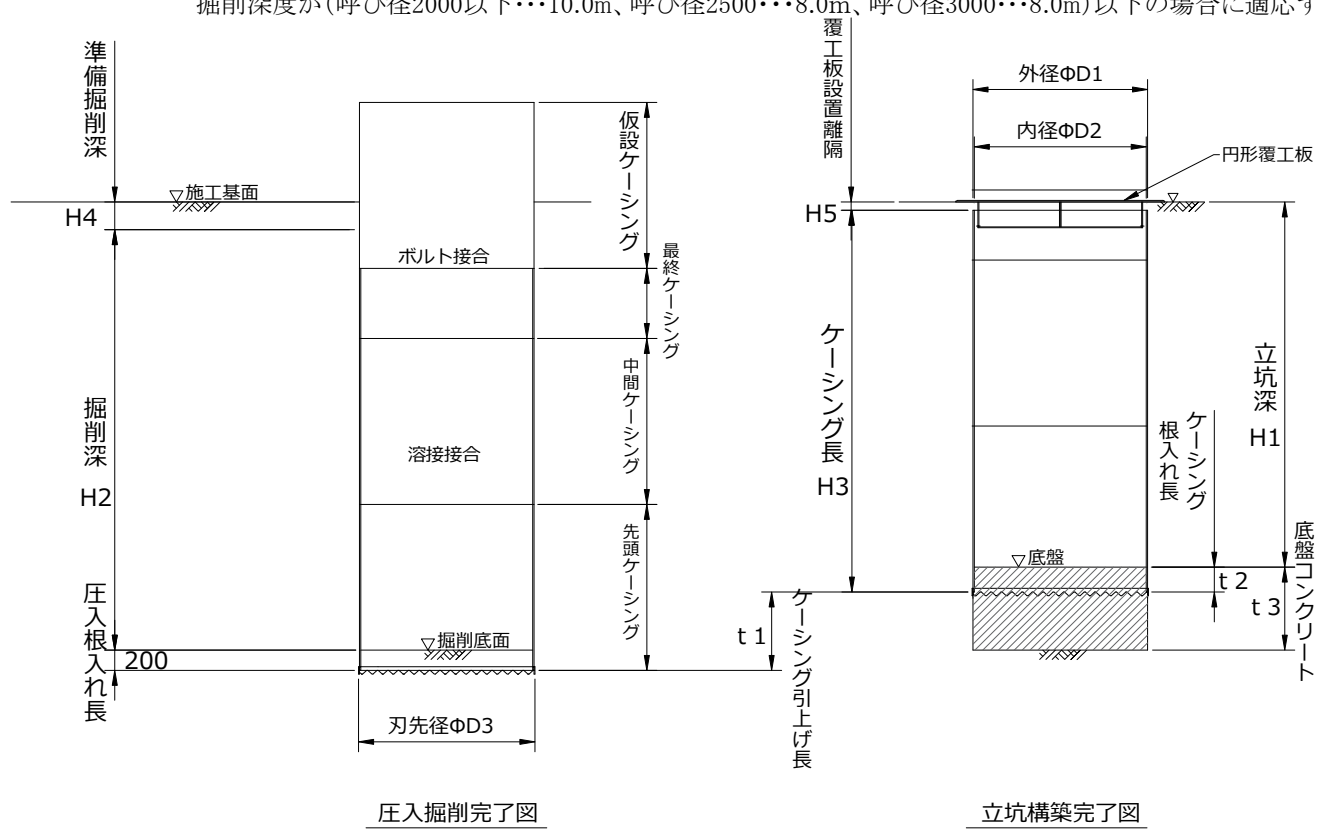 掘削深度が(呼び径2000以下･･･10.0m、呼び径2500･･･8.0m、呼び径3000･･･8.0m)以下の場合に適応す
準備掘削深
施工基面
H4
掘削深
H2
圧入根入れ長
200
仮設ケーシング
ボルト接合
最終ケーシング
中間ケーシング
溶接接合
先頭ケーシング
掘削底面
刃先径ΦD3
圧入掘削完了図
覆工板設置離隔
外径ΦD1
内径ΦD2
円形覆工板
H5
ケーシング長
H3
立坑深
H1
ケーシング
根入れ長
底盤
t 2
t 3
底盤コンクリート
t 1
ケーシング引上げ長
立坑構築完了図